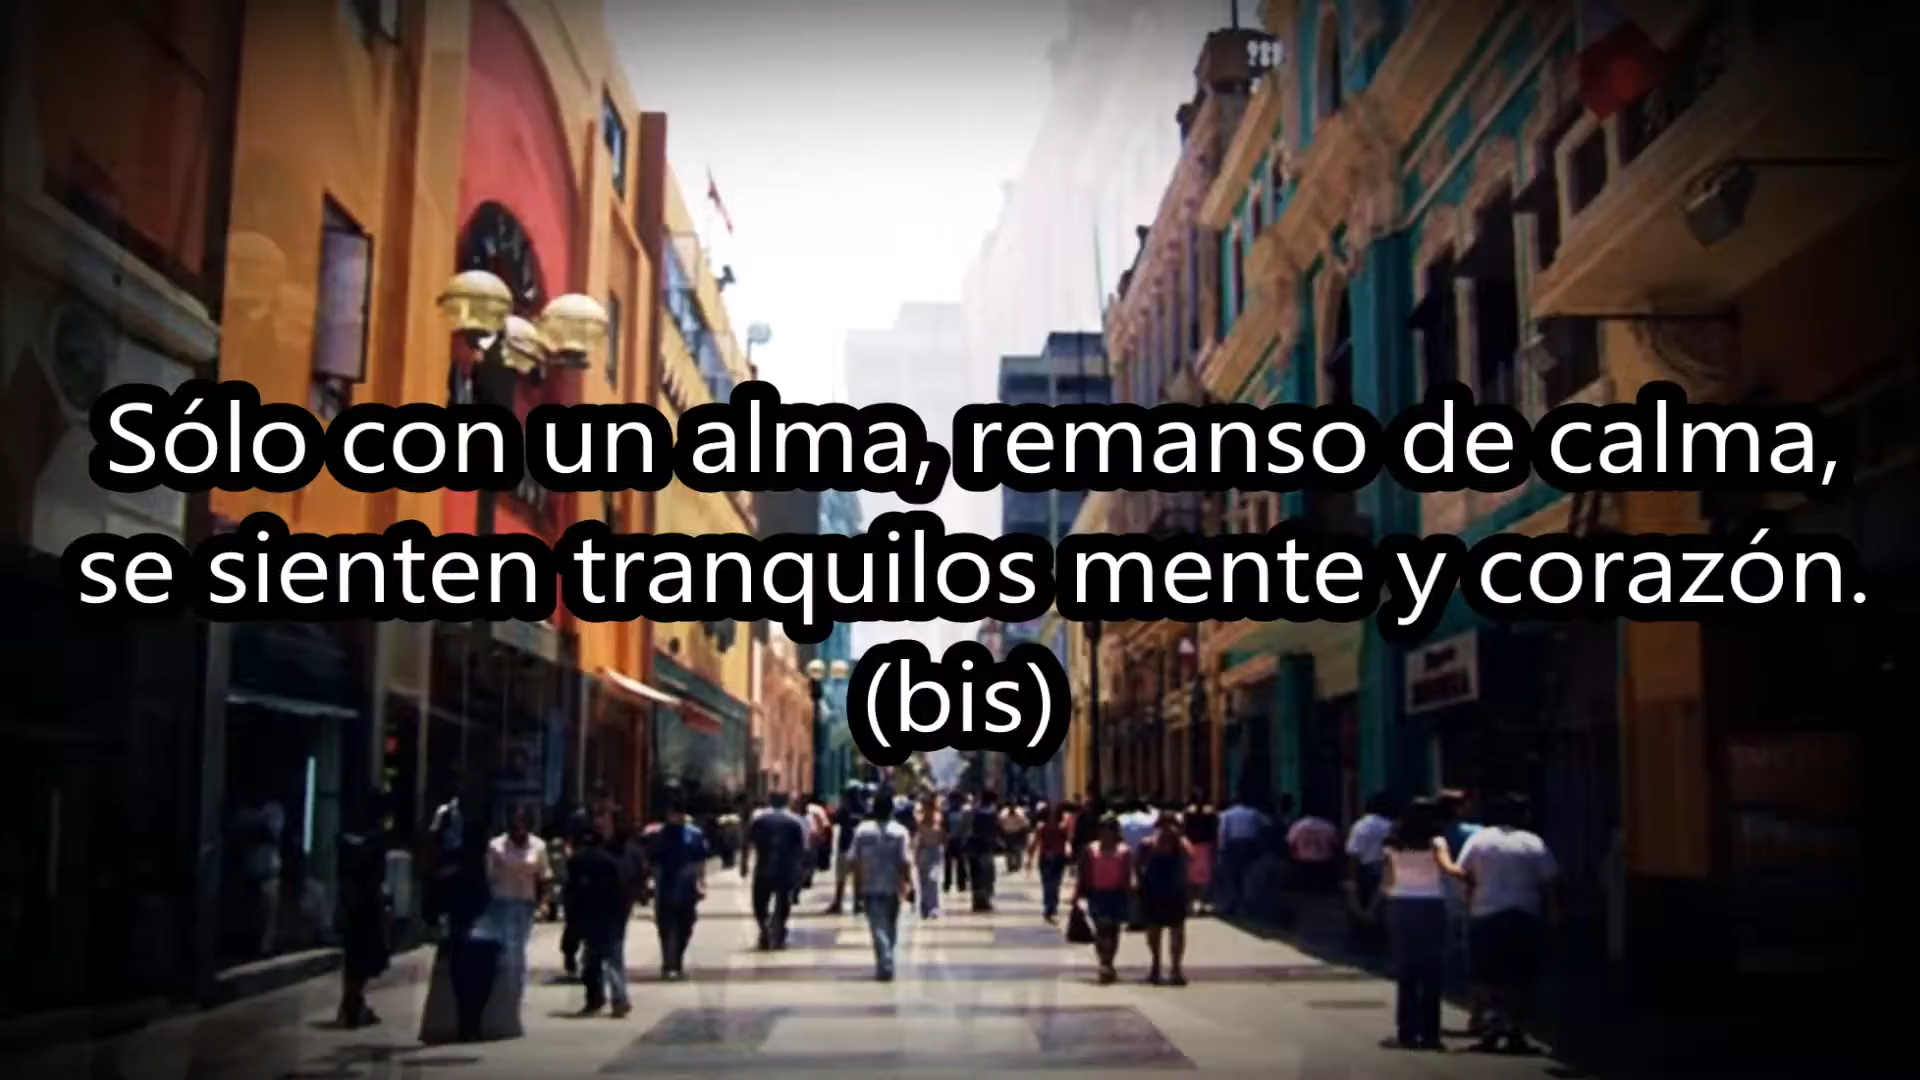 Sólo con un alma, remanso de calma,
se sienten tranquilos mente y corazón.
(bis)